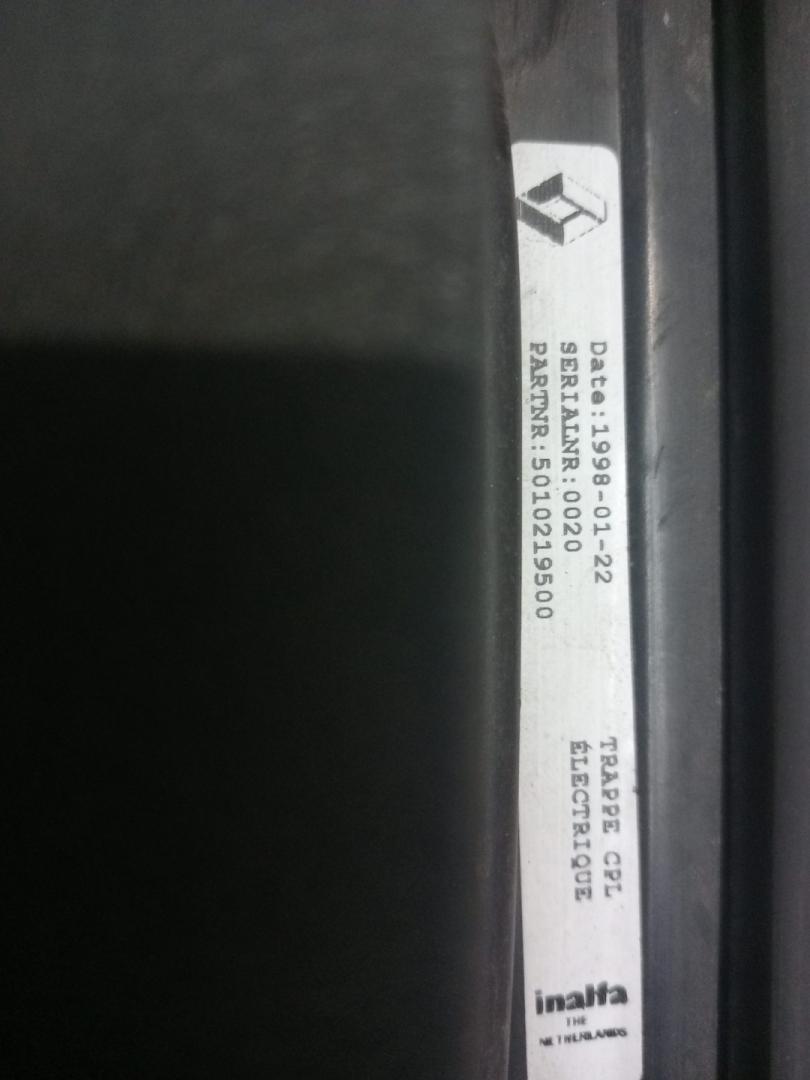 Date:1998-01-22
SERIALNR:0020
PARTNR:5010219500
TRAPPE CPL
ÉLECTRIQUE
inalfa
THE
NETHERLANDS